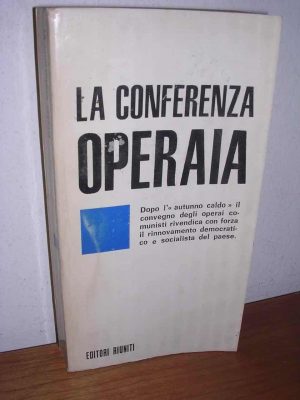 LA CONFERENZA
OPERAIA
Dopo l'« autunno caldo » il
convegno degli operai co-
munisti rivendica con forza
il rinnovamento democrati-
co e socialista del paese.
EDITORI RIUNITI